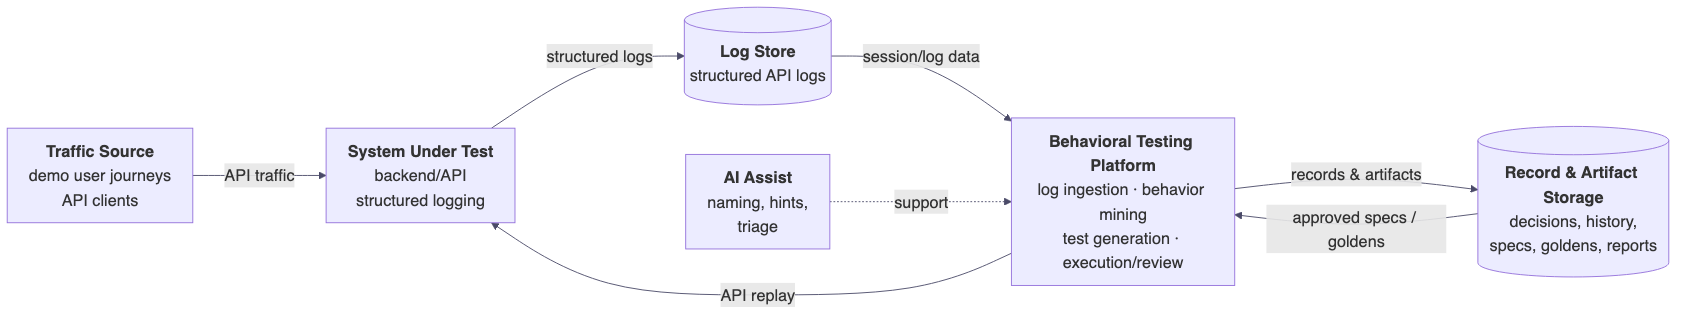 Traffic Source
demo user journeys
API clients
API traffic
System Under Test
backend/API
structured logging
structured logs
Log Store
structured API logs
session/log data
AI Assist
naming, hints,
triage
support
API replay
Behavioral Testing
Platform
log ingestion · behavior
mining
test generation ·
execution/review
records & artifacts
approved specs /
goldens
Record & Artifact
Storage
decisions, history,
specs, goldens, reports